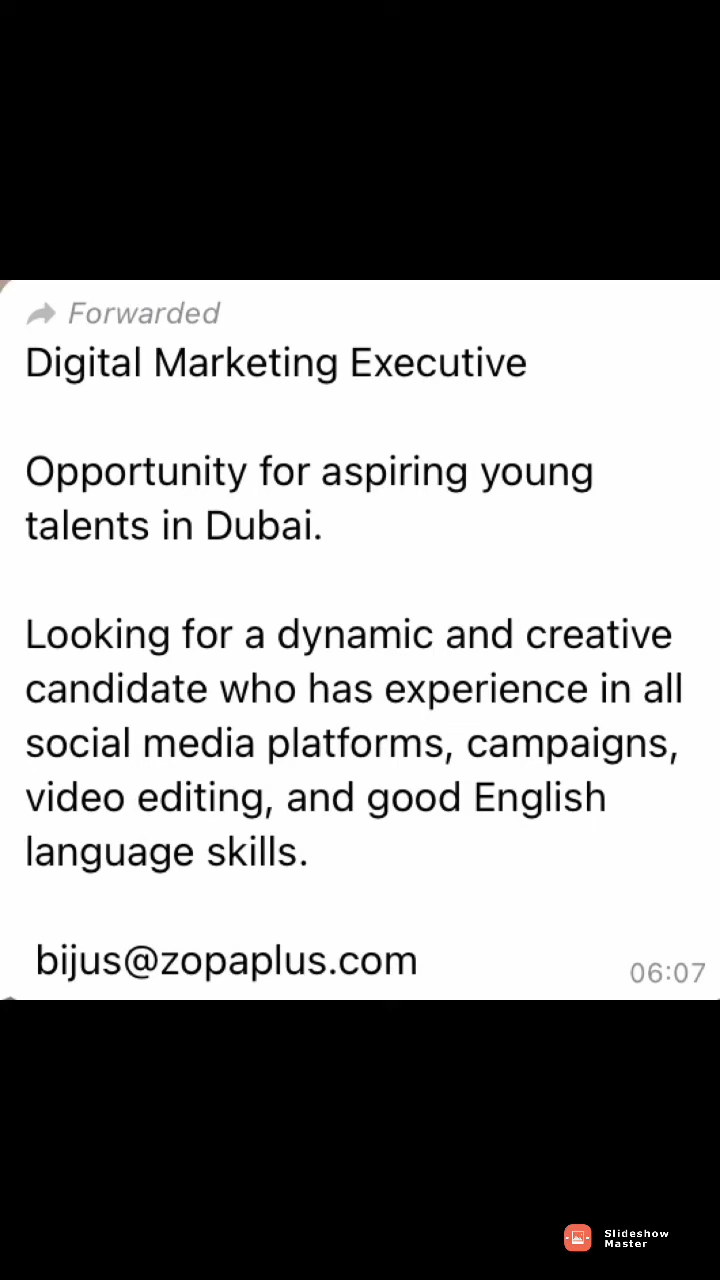 Forwarded
Digital Marketing Executive
Opportunity for aspiring young
talents in Dubai.
Looking for a dynamic and creative
candidate who has experience in all
social media platforms, campaigns,
video editing, and good English
language skills.
bijus@zopaplus.com
06:07
Slideshow
Master